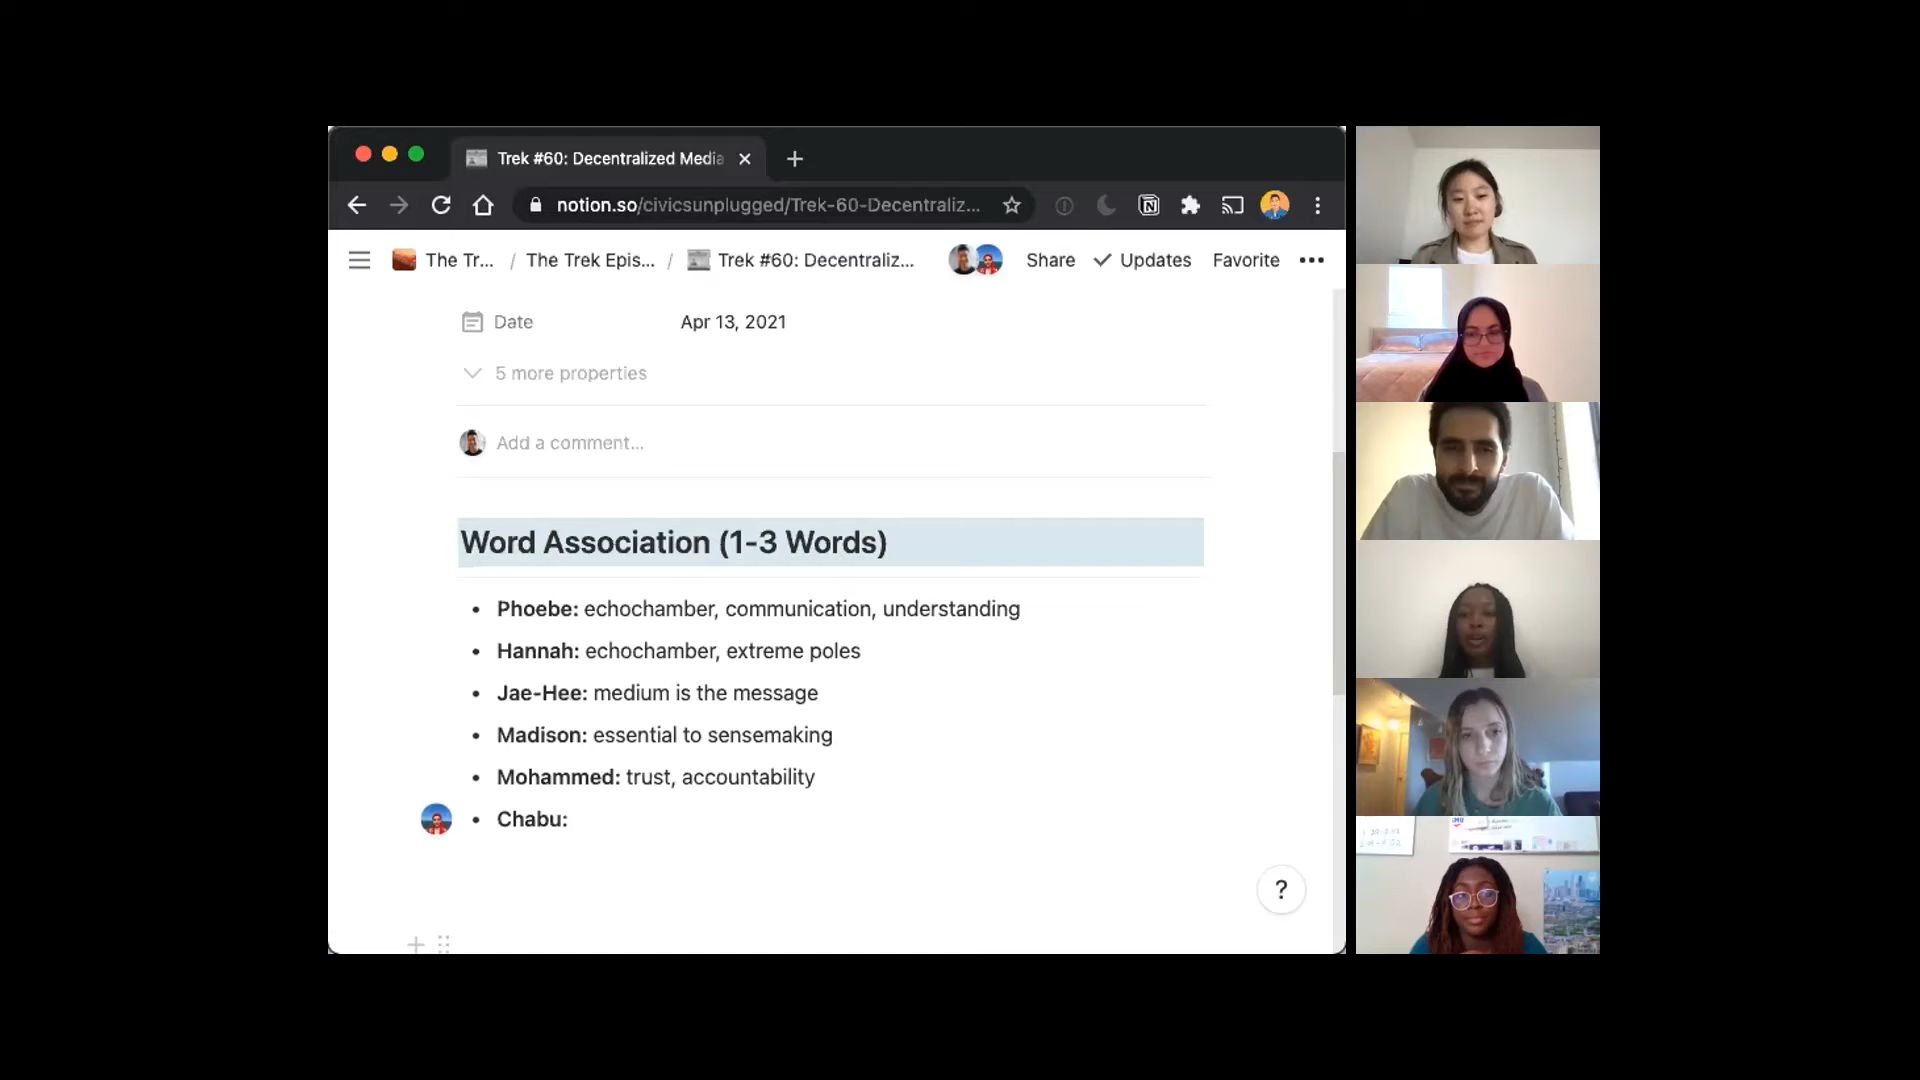 Trek #60: Decentralized Media
notion.so/civicsunplugged/Trek-60-Decentraliz...
The Tr... / The Trek Epis... / Trek #60: Decentraliz... Share Updates Favorite
Date Apr 13, 2021
5 more properties
Add a comment...
Word Association (1-3 Words)
• Phoebe: echochamber, communication, understanding
• Hannah: echochamber, extreme poles
• Jae-Hee: medium is the message
• Madison: essential to sensemaking
• Mohammed: trust, accountability
• Chabu:
?